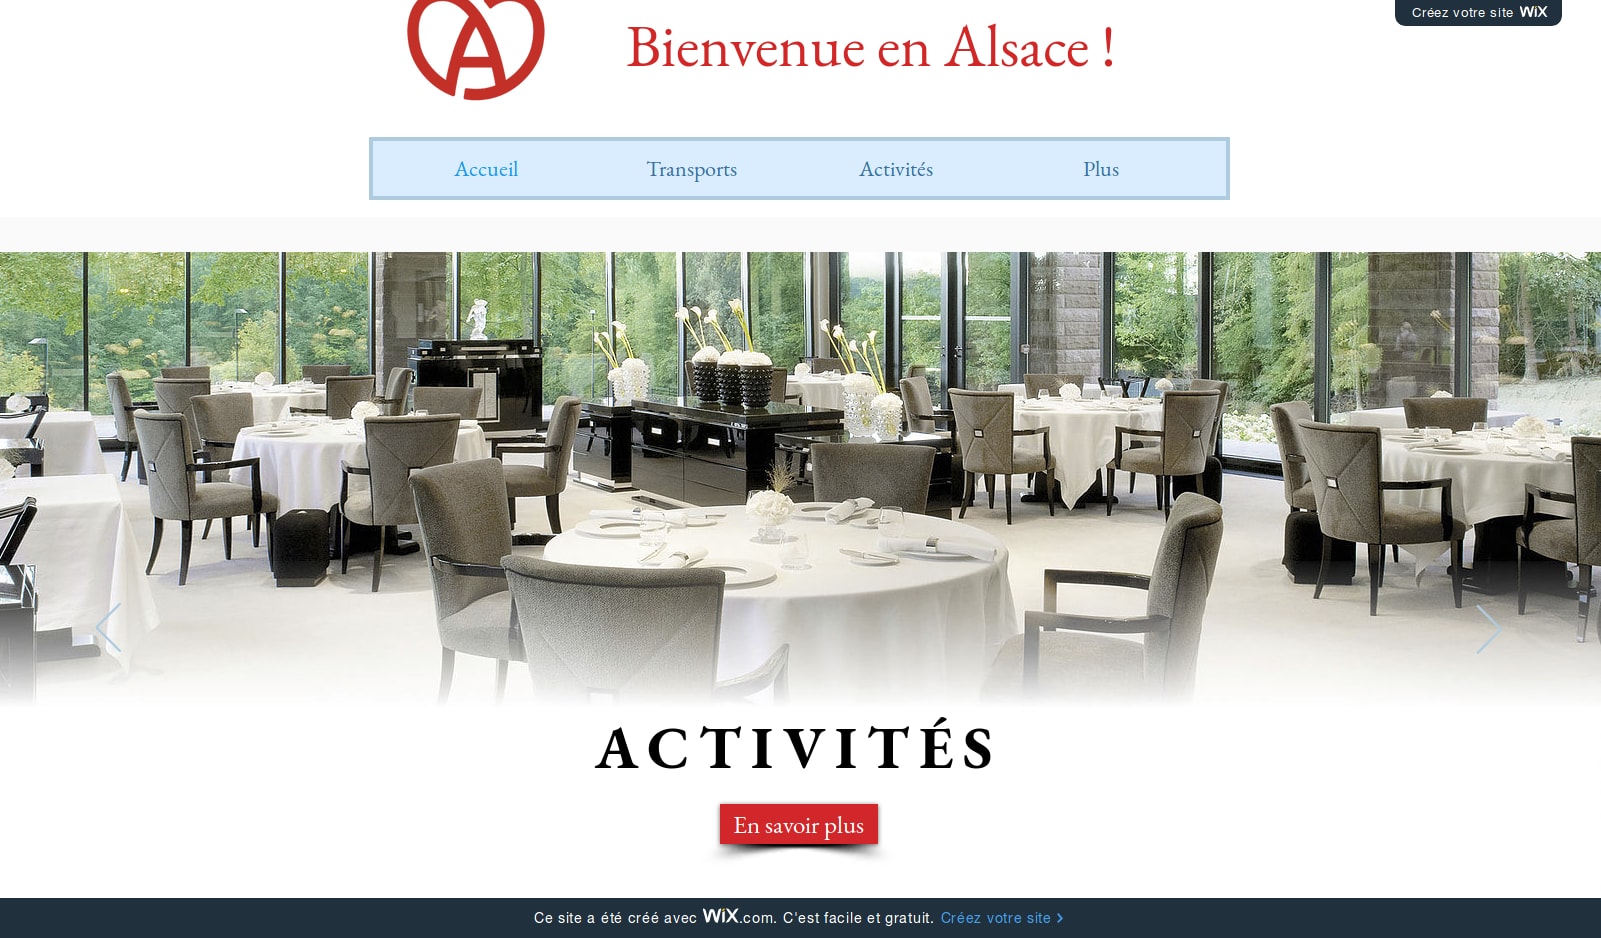 Créez votre site WiX
Bienvenue en Alsace !
Accueil Transports Activités Plus
ACTIVITÉS
En savoir plus
Ce site a été créé avec WiX.com. C'est facile et gratuit. Créez votre site >